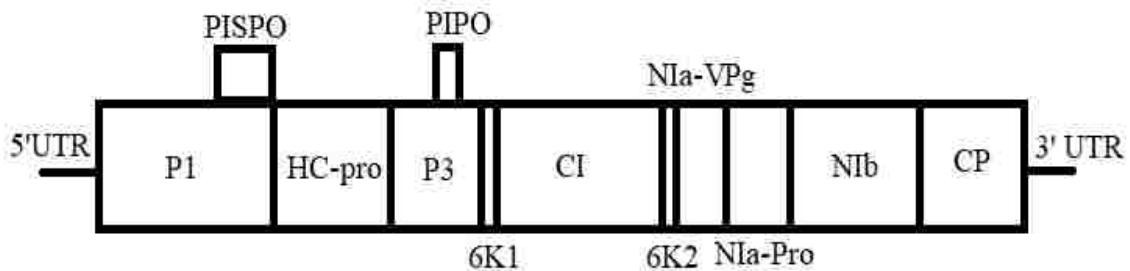 PISPO PIPO
NIa-VPg
5'UTR P1 HC-pro P3 CI NIb CP 3' UTR
6K1 6K2 NIa-Pro